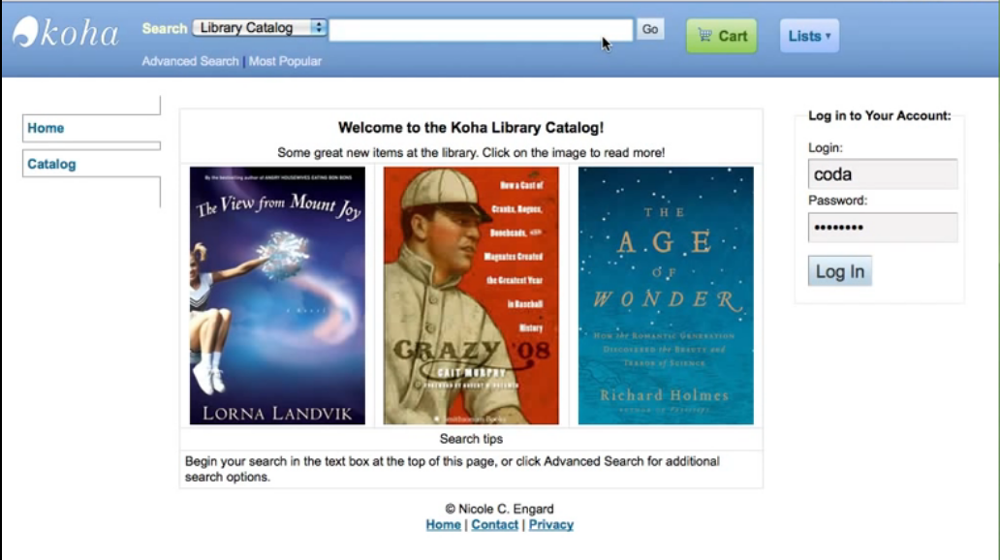 koha
Search Library Catalog Go Cart Lists
Advanced Search | Most Popular
Home
Catalog
Welcome to the Koha Library Catalog!
Some great new items at the library. Click on the image to read more!
By the bestselling author of ANGRY HOUSEWIVES EATING BON BONS
The View from Mount Joy
a Novel
LORNA LANDVIK
How a Cast of
Cranks, Rogues,
Boneheads, and
Magnates Created
the Greatest Year
in Baseball
History
CRAZY '08
CAIT MURPHY
THE
AGE
OF
WONDER
HOW the ROMANTIC GENERATION
DISCOVERED the BEAUTY and
TERROR of SCIENCE
Richard Holmes
Search tips
Begin your search in the text box at the top of this page, or click Advanced Search for additional
search options.
Log in to Your Account:
Login:
coda
Password:
••••••••
Log In
© Nicole C. Engard
Home | Contact | Privacy